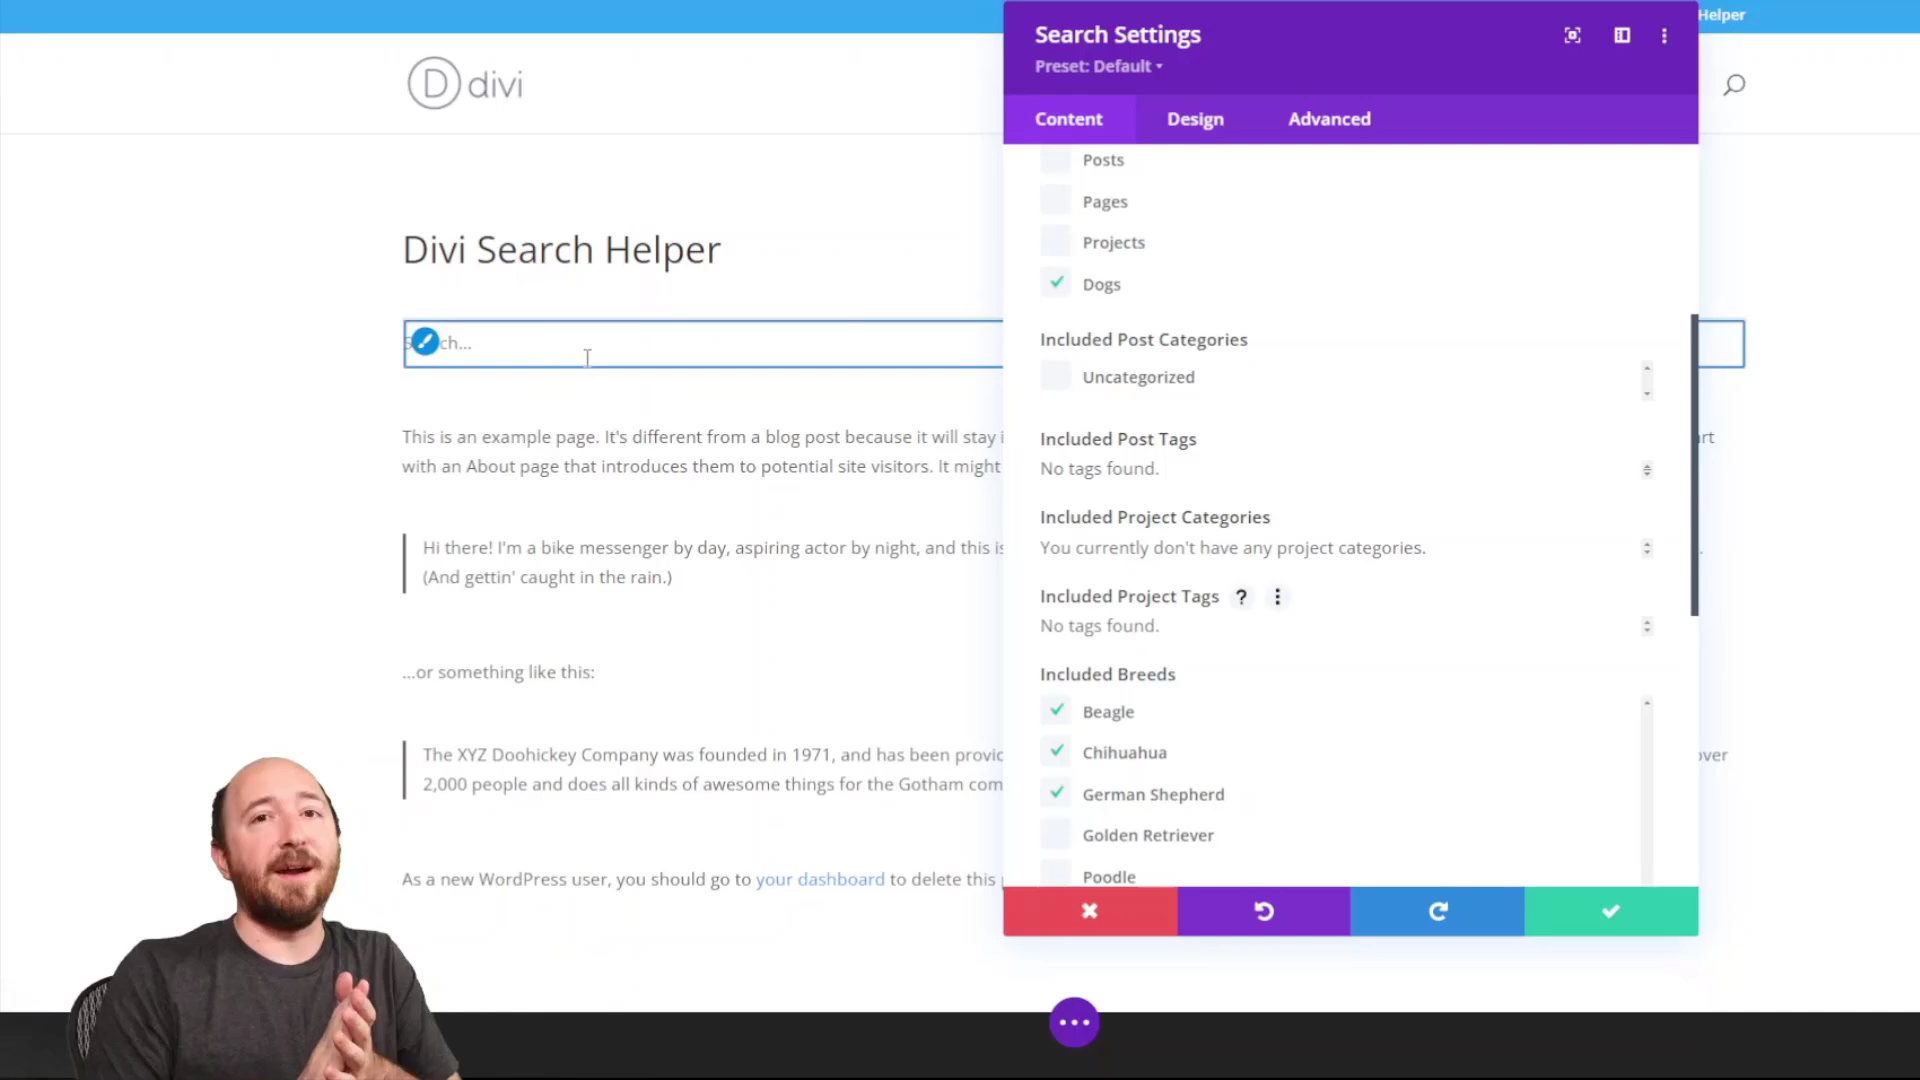 Helper
D divi
Search Settings
Preset: Default
Content Design Advanced
Posts
Pages
Projects
Dogs
Included Post Categories
Uncategorized
Included Post Tags
No tags found.
Included Project Categories
You currently don't have any project categories.
Included Project Tags ?
No tags found.
Included Breeds
Beagle
Chihuahua
German Shepherd
Golden Retriever
Poodle
Divi Search Helper
ch...
This is an example page. It's different from a blog post because it will stay
with an About page that introduces them to potential site visitors. It might
Hi there! I'm a bike messenger by day, aspiring actor by night, and this is
(And gettin' caught in the rain.)
...or something like this:
The XYZ Doohickey Company was founded in 1971, and has been
2,000 people and does all kinds of awesome things for the Gotham
As a new WordPress user, you should go to your dashboard to delete this